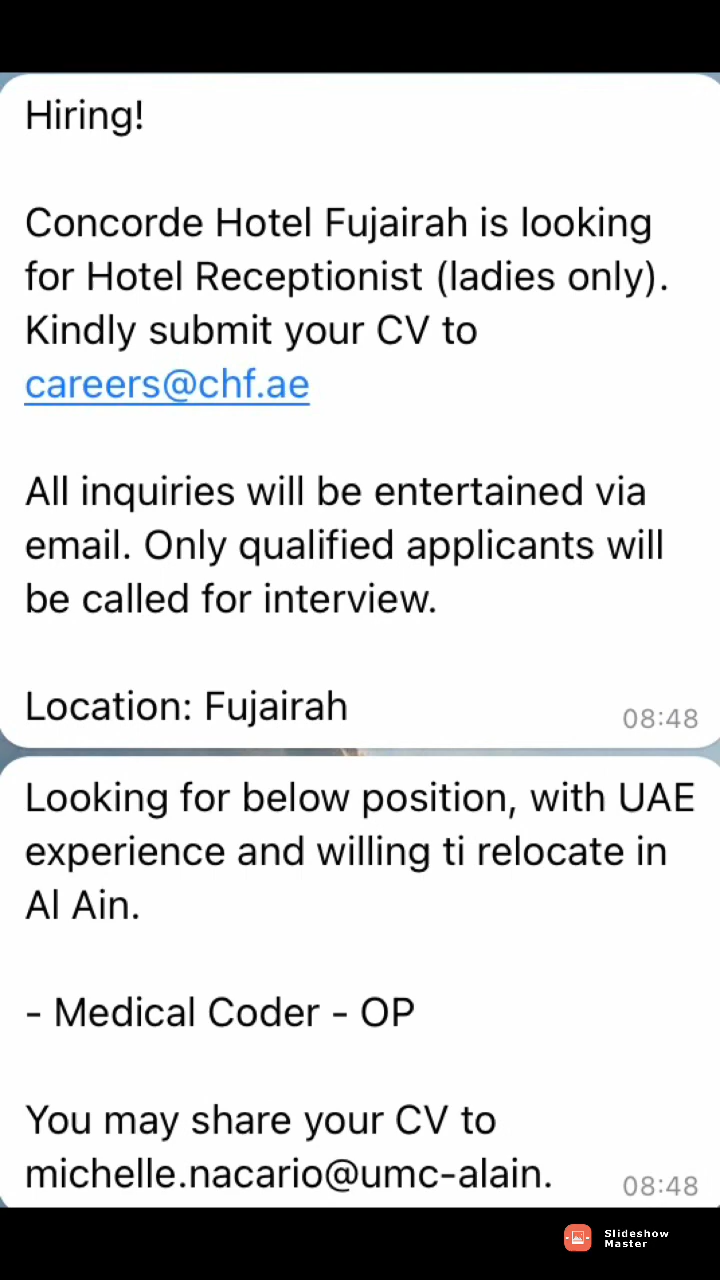 Hiring!
Concorde Hotel Fujairah is looking
for Hotel Receptionist (ladies only).
Kindly submit your CV to
careers@chf.ae
All inquiries will be entertained via
email. Only qualified applicants will
be called for interview.
Location: Fujairah
08:48
Looking for below position, with UAE
experience and willing ti relocate in
Al Ain.
- Medical Coder - OP
You may share your CV to
michelle.nacario@umc-alain.
08:48
Slideshow
Master